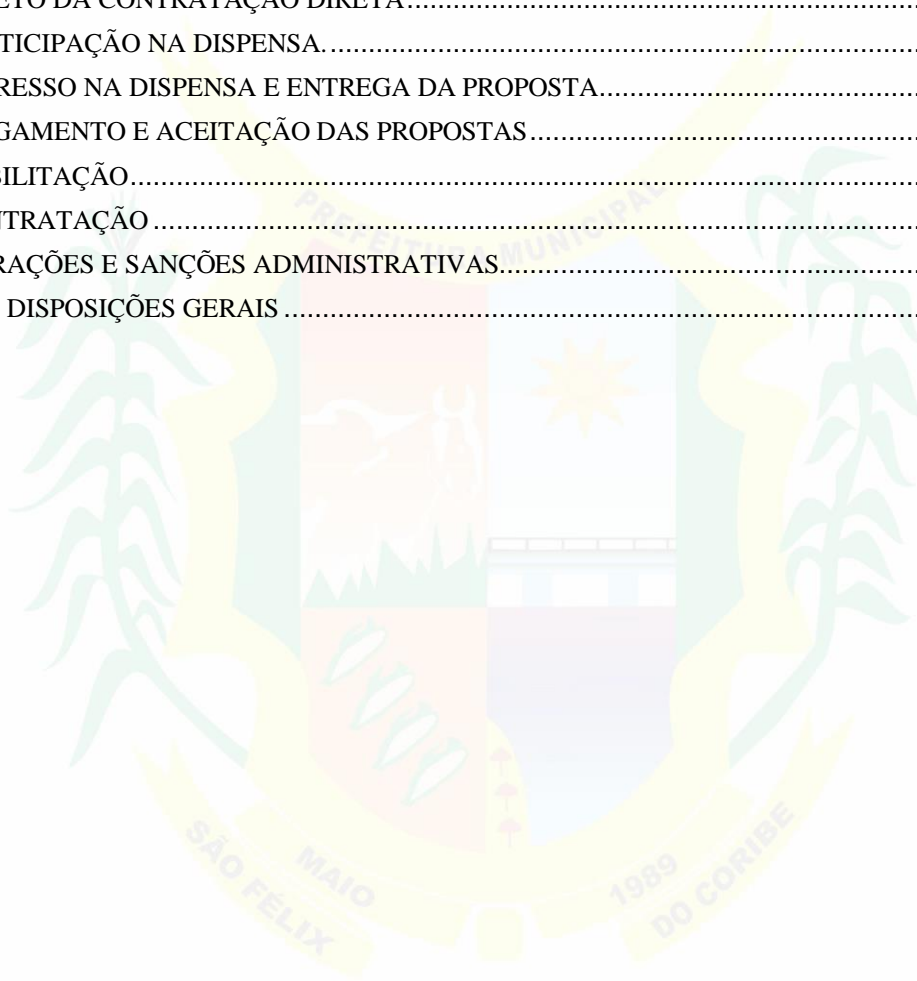 ETO DA CONTRATAÇÃO DIRETA
TICIPAÇÃO NA DISPENSA.
RESSO NA DISPENSA E ENTREGA DA PROPOSTA
GAMENTO E ACEITAÇÃO DAS PROPOSTAS
BILITAÇÃO
NTRATAÇÃO
RAÇÕES E SANÇÕES ADMINISTRATIVAS
DISPOSIÇÕES GERAIS
PREFEITURA MUNICIPAL
SÃO FÉLIX MAIO 1989 DO CORIBE